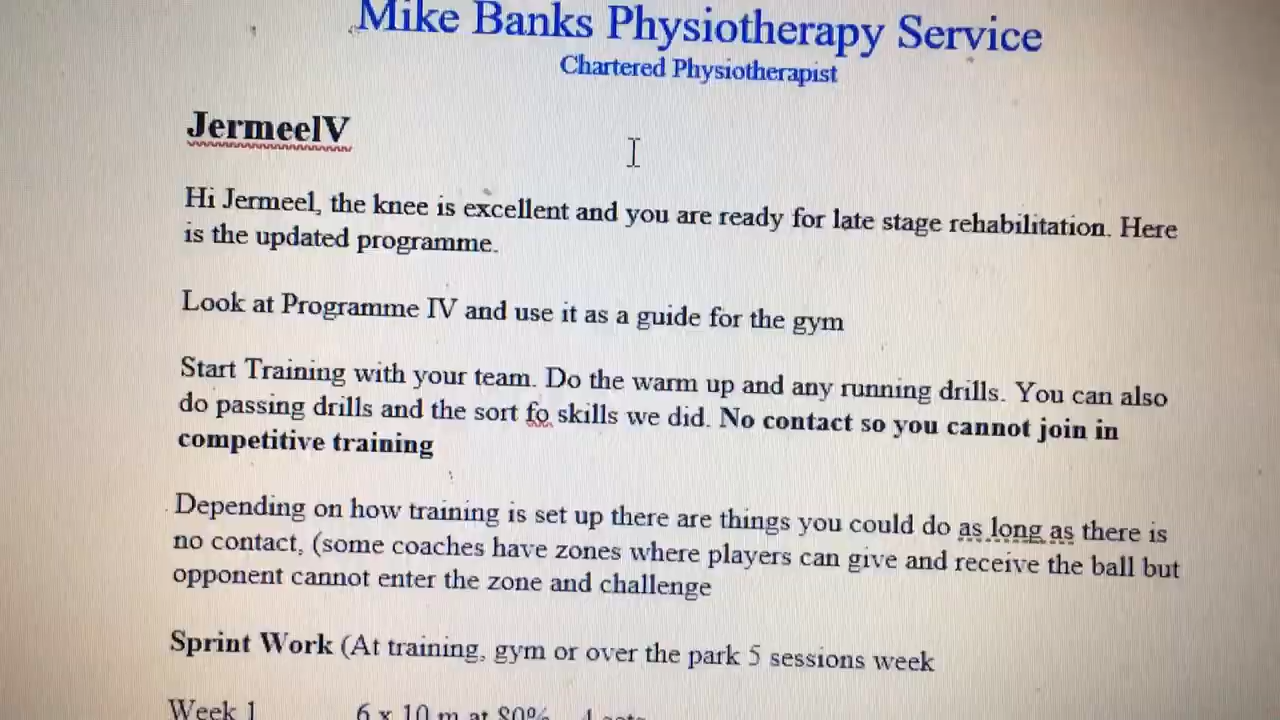 Mike Banks Physiotherapy Service
Chartered Physiotherapist
JermeelV
Hi Jermeel, the knee is excellent and you are ready for late stage rehabilitation. Here
is the updated programme.
Look at Programme IV and use it as a guide for the gym
Start Training with your team. Do the warm up and any running drills. You can also
do passing drills and the sort fo skills we did. No contact so you cannot join in
competitive training
Depending on how training is set up there are things you could do as long as there is
no contact, (some coaches have zones where players can give and receive the ball but
opponent cannot enter the zone and challenge
Sprint Work (At training, gym or over the park 5 sessions week
Week 1 6 x 10 m at 80%